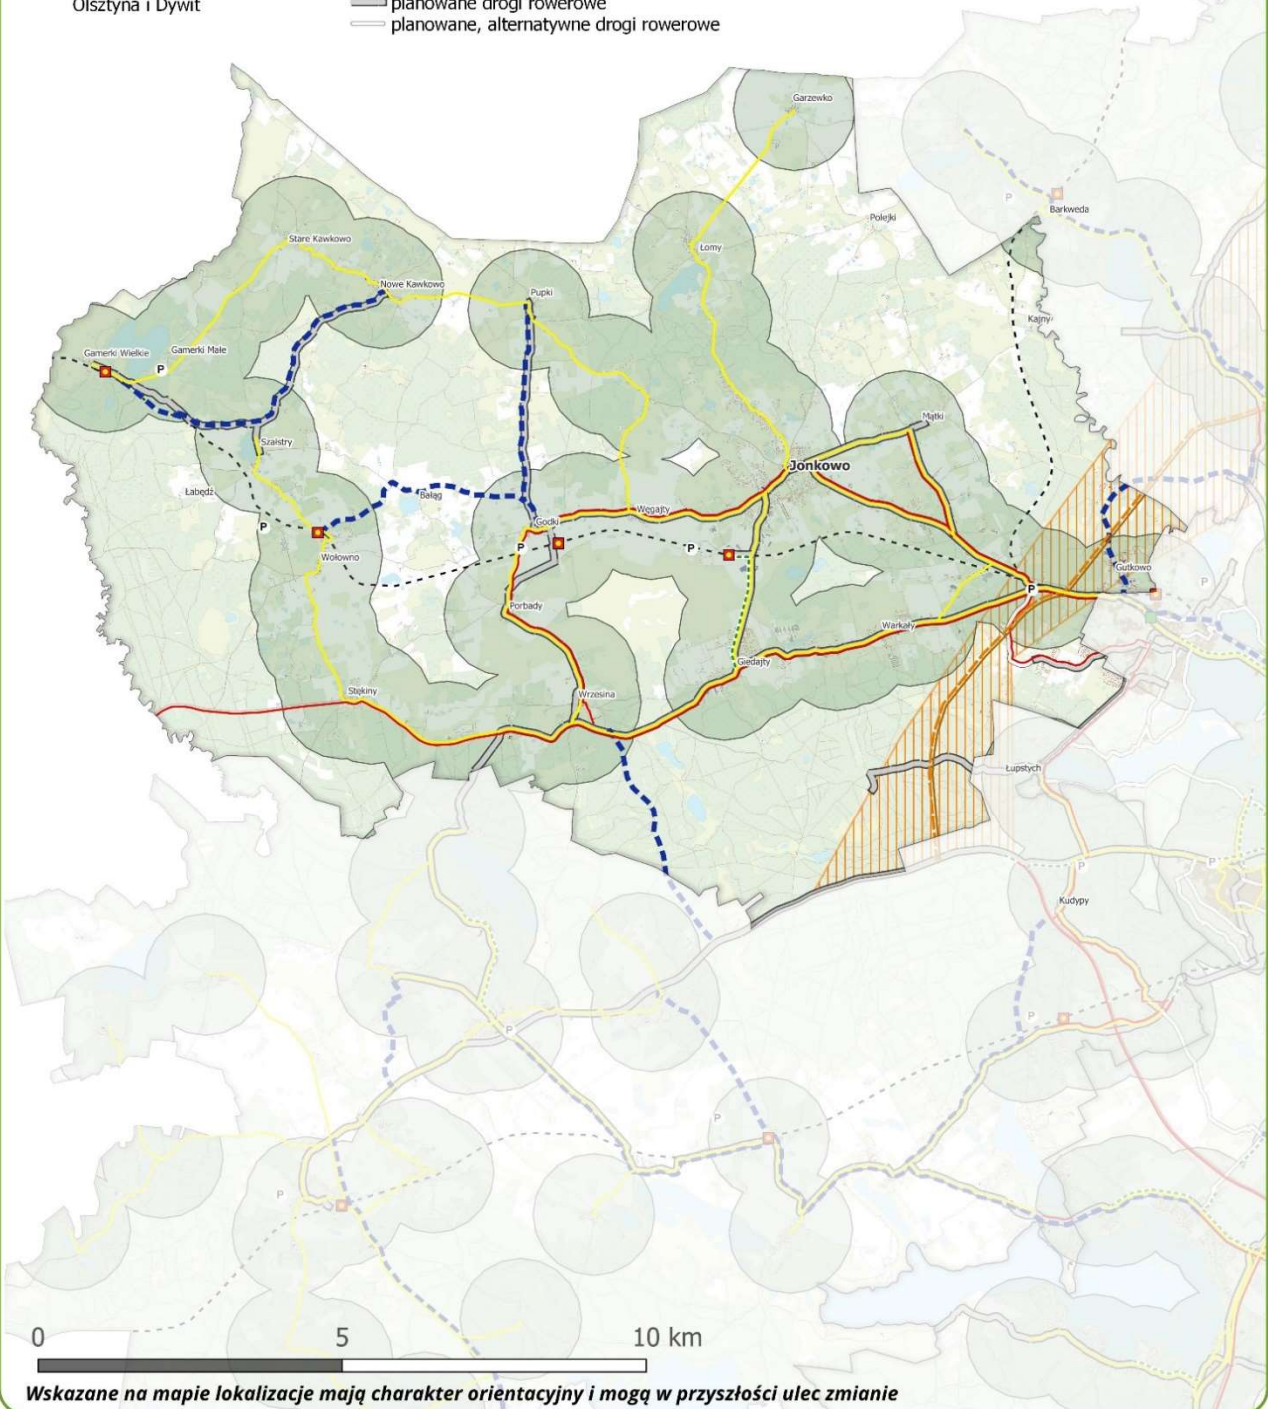 Olsztyna i Dywit
planowane drogi rowerowe
planowane, alternatywne drogi rowerowe
Garzewko
Barkweda
Polejki
Stare Kawkowo
Łomy
Nowe Kawkowo
Pupki
Kajny
Gamerki Wielkie
Gamerki Małe
P
Mątki
Szałstry
Jonkowo
Łabędź
Bałąg
Godki
Węgajty
P
P
P
Wołowno
Gutkowo
P
P
P
Porbady
Warkały
Giedajty
Stękiny
Wrzesina
Łupstych
P
P
Kudypy
P
P
P
P
0 5 10 km
Wskazane na mapie lokalizacje mają charakter orientacyjny i mogą w przyszłości ulec zmianie